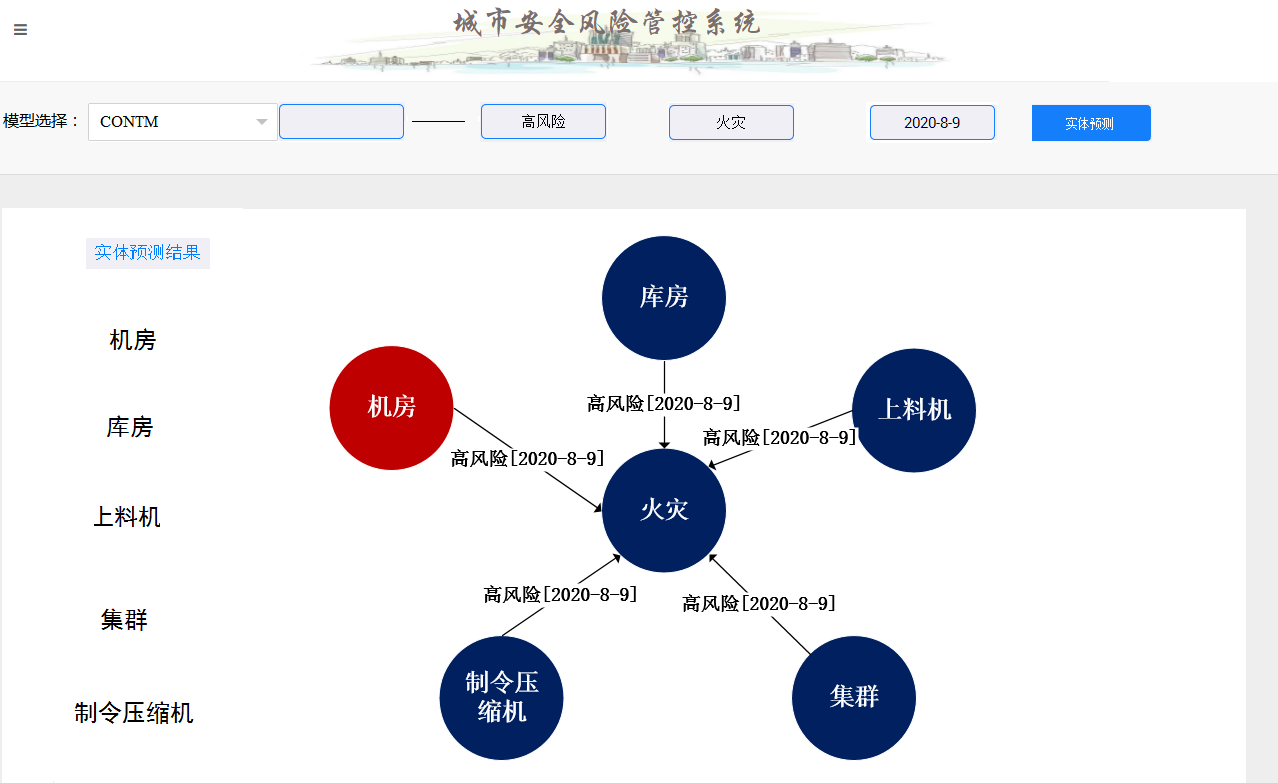 城市安全风险管控系统
模型选择：
CONTM
高风险
火灾
2020-8-9
实体预测
实体预测结果
机房
库房
上料机
集群
制令压缩机
库房
机房
上料机
高风险[2020-8-9]
高风险[2020-8-9]
高风险[2020-8-9]
火灾
高风险[2020-8-9]
高风险[2020-8-9]
制令压
缩机
集群